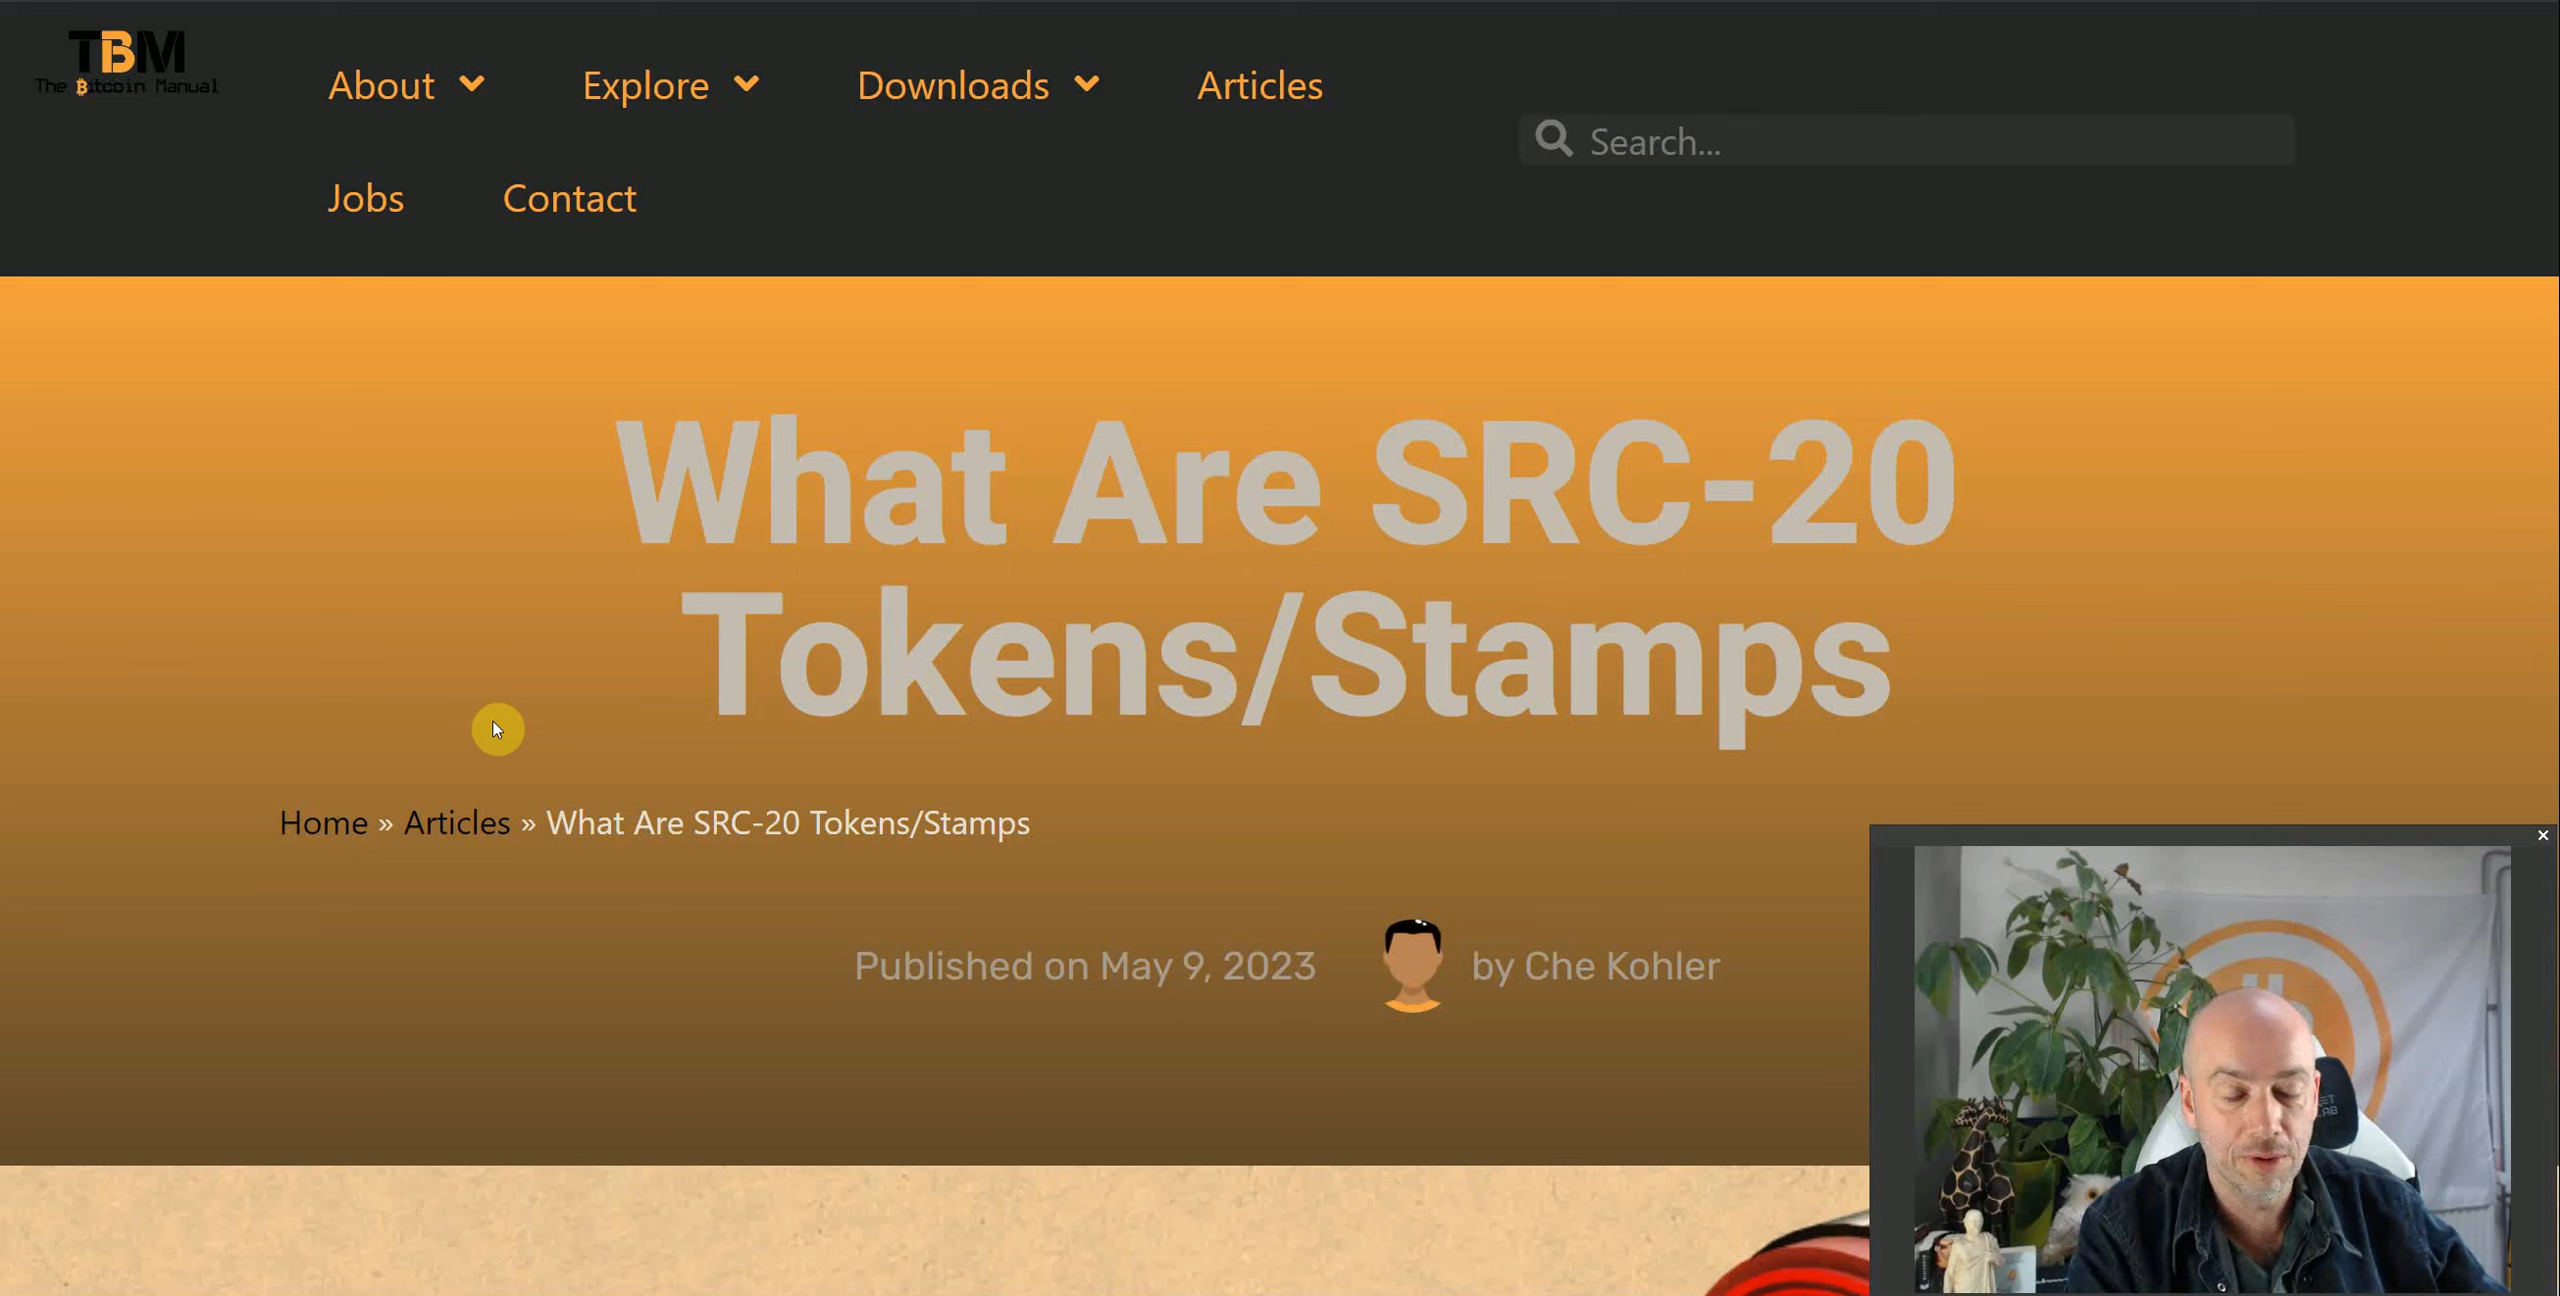 TBM
The Bitcoin Manual
About
Explore
Downloads
Articles
Jobs
Contact
Search...
What Are SRC-20
Tokens/Stamps
Home » Articles » What Are SRC-20 Tokens/Stamps
Published on May 9, 2023
by Che Kohler